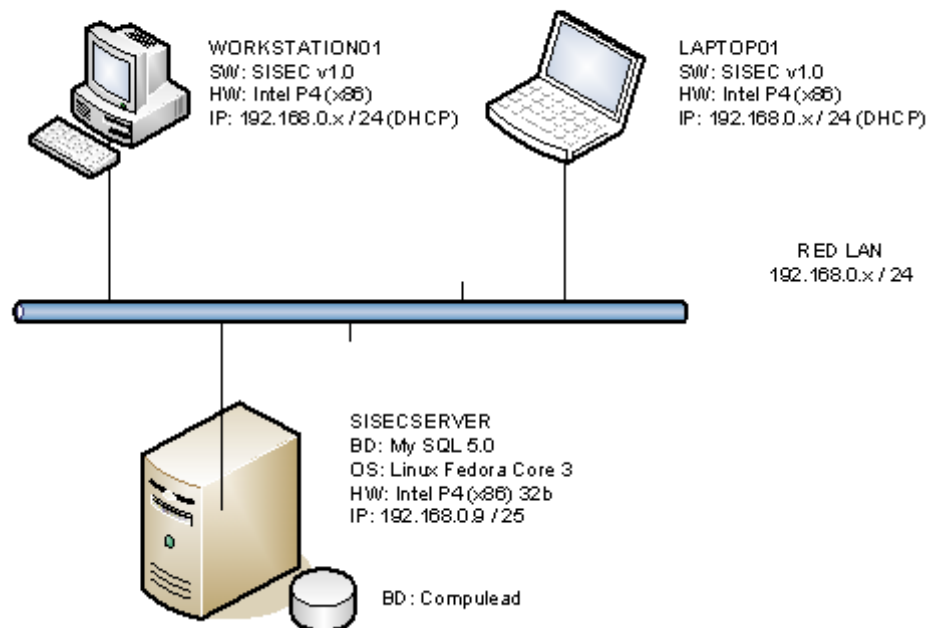 WORKSTATION01
SW: SISEC v1.0
HW: Intel P4 (x86)
IP: 192.168.0.x / 24 (DHCP)
LAPTOP01
SW: SISEC v1.0
HW: Intel P4 (x86)
IP: 192.168.0.x / 24 (DHCP)
RED LAN
192.168.0.x / 24
SISECSERVER
BD: My SQL 5.0
OS: Linux Fedora Core 3
HW: Intel P4 (x86) 32b
IP: 192.168.0.9 / 25
BD: Compulead